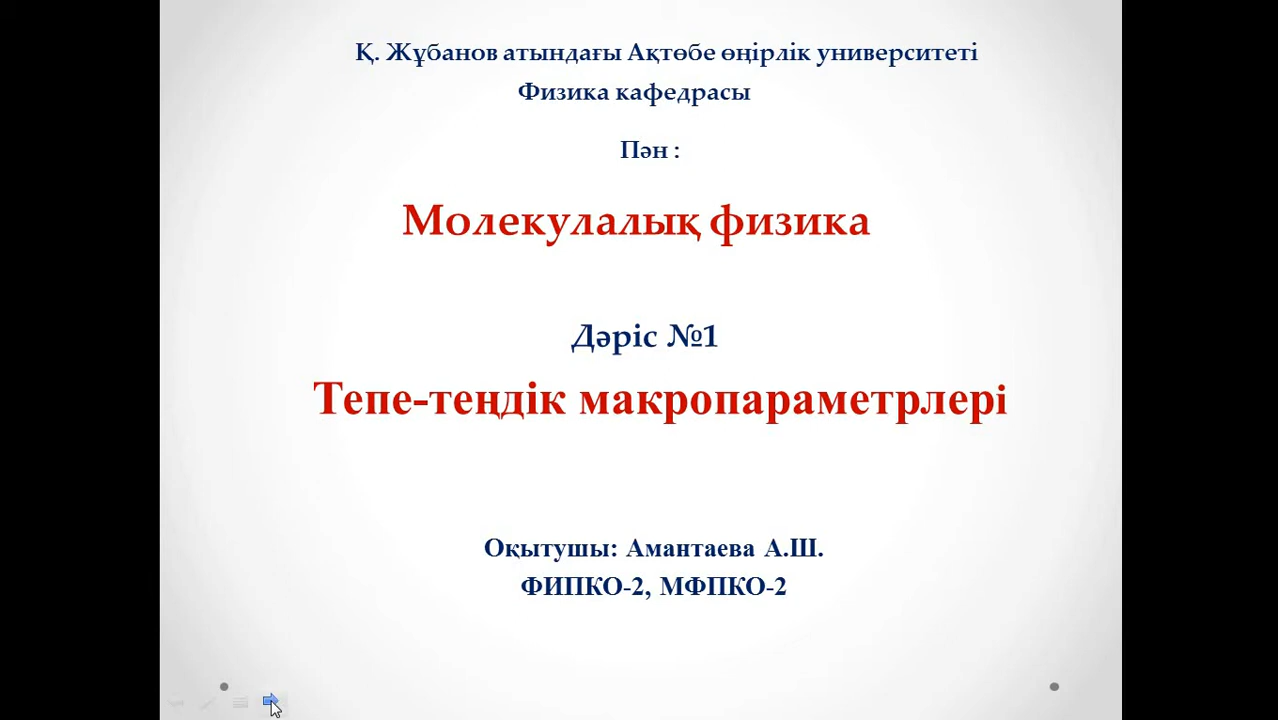 Қ. Жұбанов атындағы Ақтөбе өңірлік университеті
Физика кафедрасы
Пән :
Молекулалық физика
Дәріс №1
Тепе-теңдік макропараметрлері
Оқытушы: Амантаева А.Ш.
ФИПКО-2, МФПКО-2